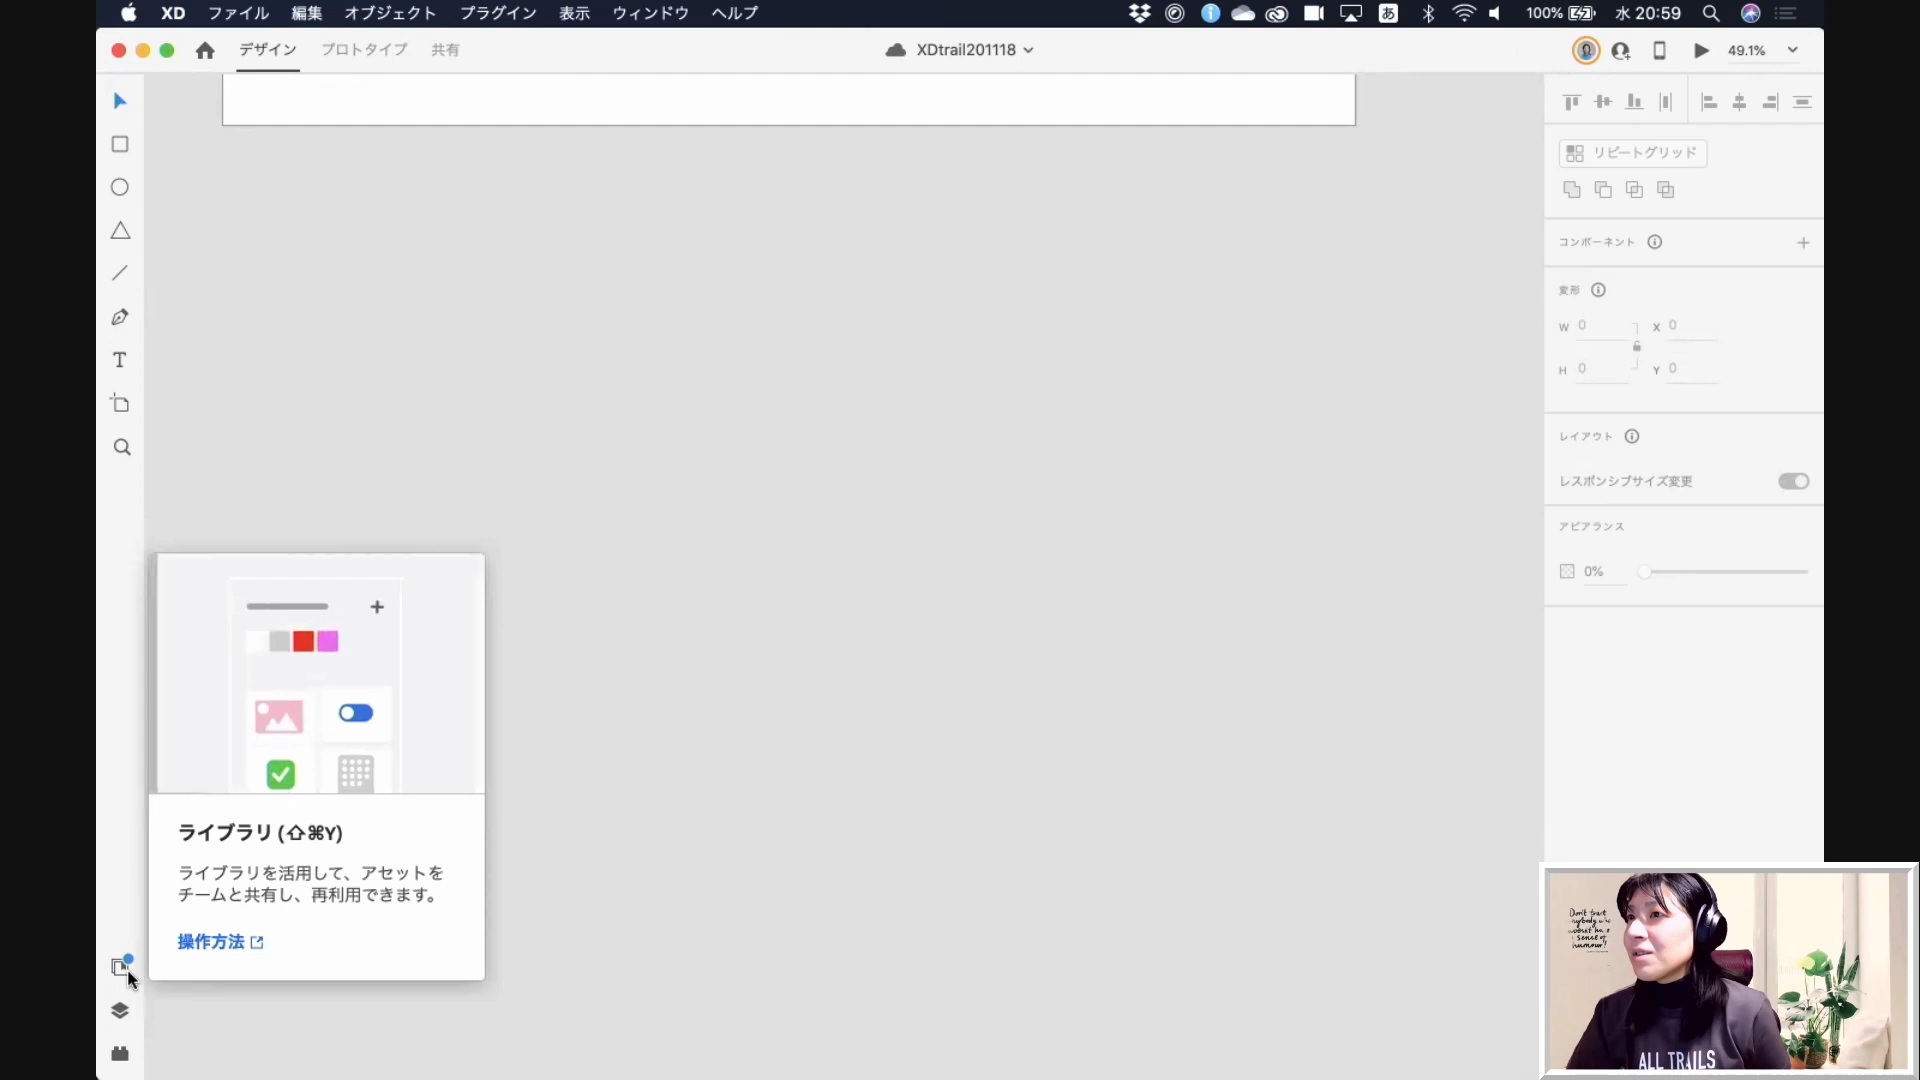 XD ファイル 編集 オブジェクト プラグイン 表示 ウィンドウ ヘルプ
あ 100% 水 20:59
デザイン プロトタイプ 共有
XDtrail201118
49.1%
リピートグリッド
コンポーネント
変形
W 0 X 0
H 0 Y 0
レイアウト
レスポンシブサイズ変更
アピアランス
0%
T
ライブラリ (⇧⌘Y)
ライブラリを活用して、アセットを
チームと共有し、再利用できます。
操作方法
Don't trust
sense of
humour!
ALL TRAILS